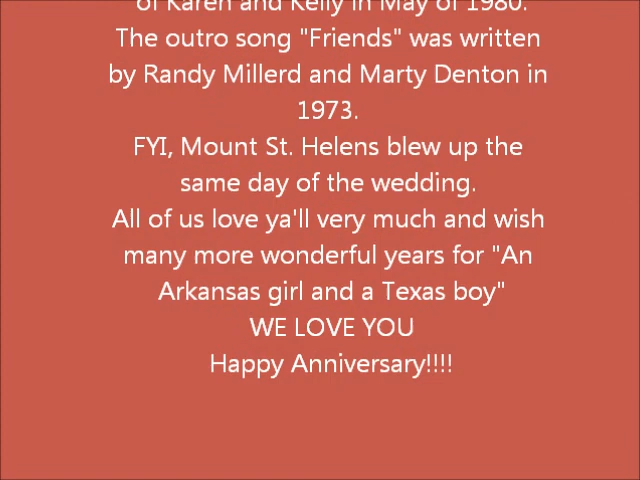 of Karen and Kelly in May of 1980.
The outro song "Friends" was written
by Randy Millerd and Marty Denton in
1973.
FYI, Mount St. Helens blew up the
same day of the wedding.
All of us love ya'll very much and wish
many more wonderful years for "An
Arkansas girl and a Texas boy"
WE LOVE YOU
Happy Anniversary!!!!